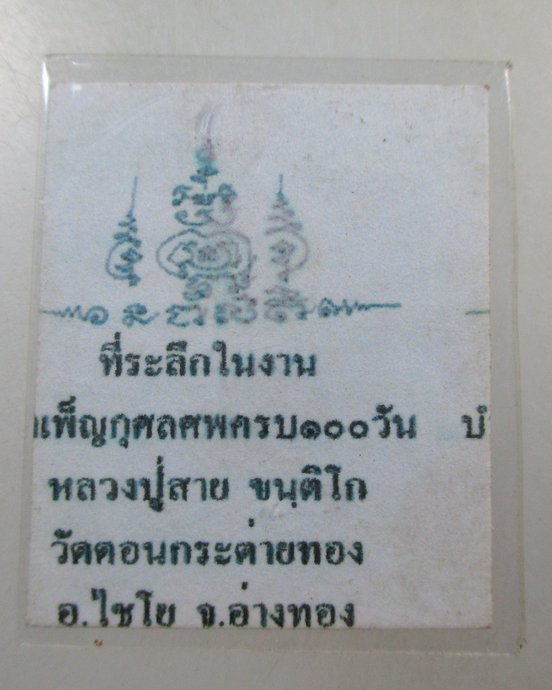 ที่ระลึกในงาน
เพ็ญกุศลศพครบ๑๐๐วัน บำ
หลวงปู่สาย ขนฺติโก
วัดดอนกระต่ายทอง
อ.ไชโย จ.อ่างทอง